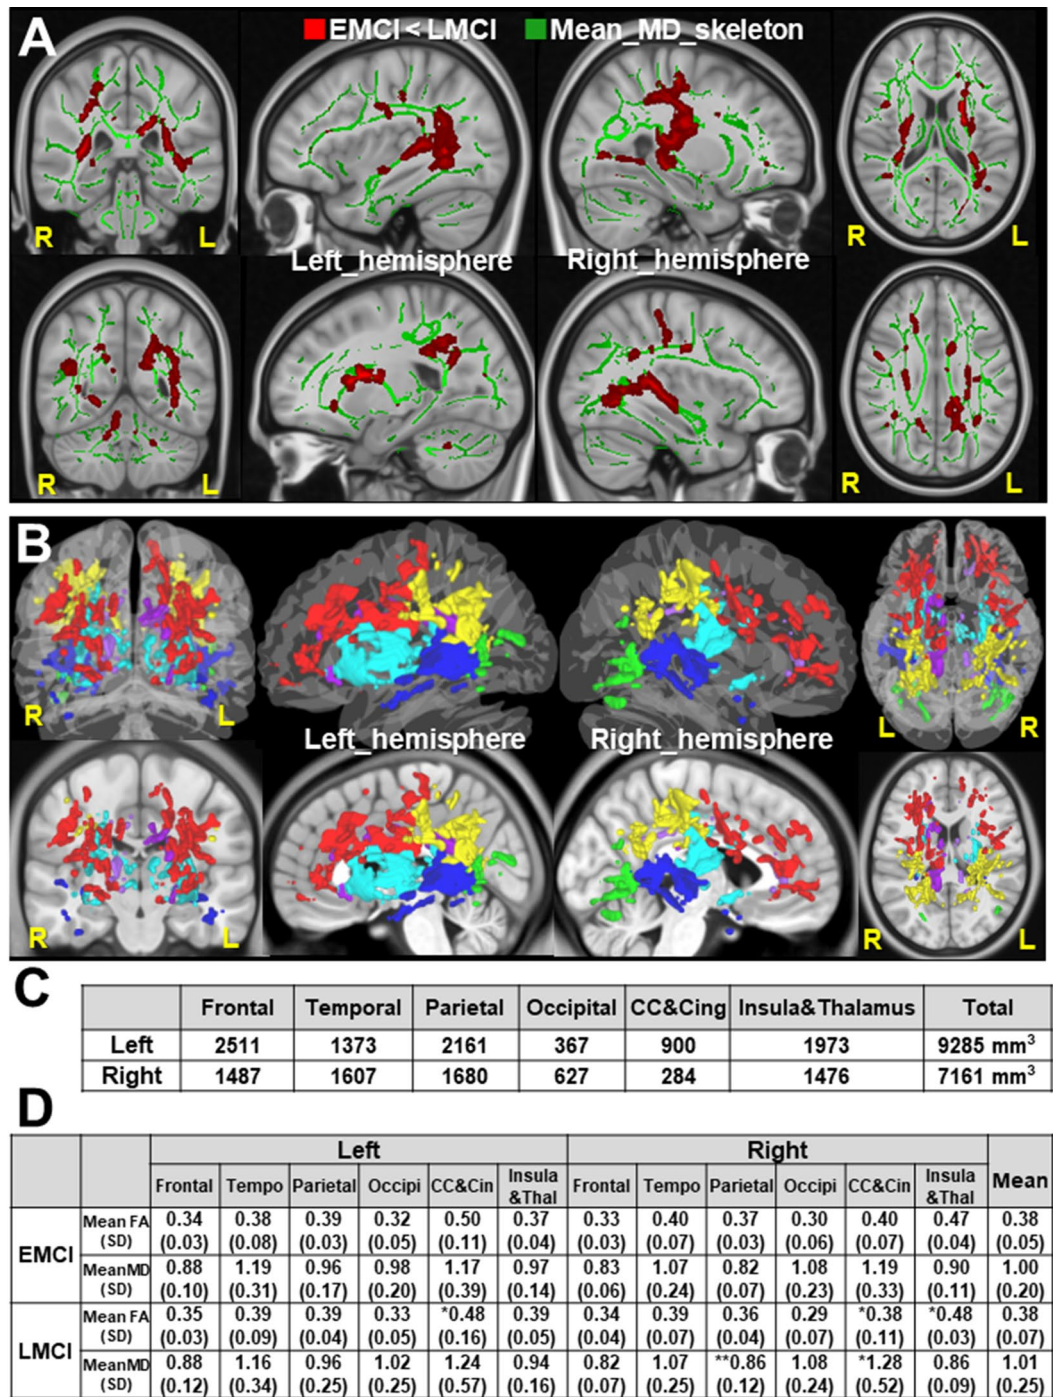 A
EMCI < LMCI Mean_MD_skeleton
R L R L
Left_hemisphere Right_hemisphere
R L R L
B
R L L R
Left_hemisphere Right_hemisphere
R L R L
C
Frontal Temporal Parietal Occipital CC&Cing Insula&Thalamus Total
Left 2511 1373 2161 367 900 1973 9285 mm³
Right 1487 1607 1680 627 284 1476 7161 mm³
D
Left Right Mean
Frontal Tempo Parietal Occipi CC&Cin Insula &Thal Frontal Tempo Parietal Occipi CC&Cin Insula &Thal
EMCI
Mean FA 0.34 0.38 0.39 0.32 0.50 0.37 0.33 0.40 0.37 0.30 0.40 0.47 0.38
(SD) (0.03) (0.08) (0.03) (0.05) (0.11) (0.04) (0.03) (0.07) (0.03) (0.06) (0.07) (0.04) (0.05)
MeanMD 0.88 1.19 0.96 0.98 1.17 0.97 0.83 1.07 0.82 1.08 1.19 0.90 1.00
(SD) (0.10) (0.31) (0.17) (0.20) (0.39) (0.14) (0.06) (0.24) (0.07) (0.23) (0.33) (0.11) (0.20)
LMCI
Mean FA 0.35 0.39 0.39 0.33 *0.48 0.39 0.34 0.39 0.36 0.29 *0.38 *0.48 0.38
(SD) (0.03) (0.09) (0.04) (0.05) (0.16) (0.05) (0.04) (0.07) (0.04) (0.07) (0.11) (0.03) (0.07)
MeanMD 0.88 1.16 0.96 1.02 1.24 0.94 0.82 1.07 **0.86 1.08 *1.28 0.86 1.01
(SD) (0.12) (0.34) (0.25) (0.25) (0.57) (0.16) (0.07) (0.25) (0.12) (0.24) (0.52) (0.09) (0.25)